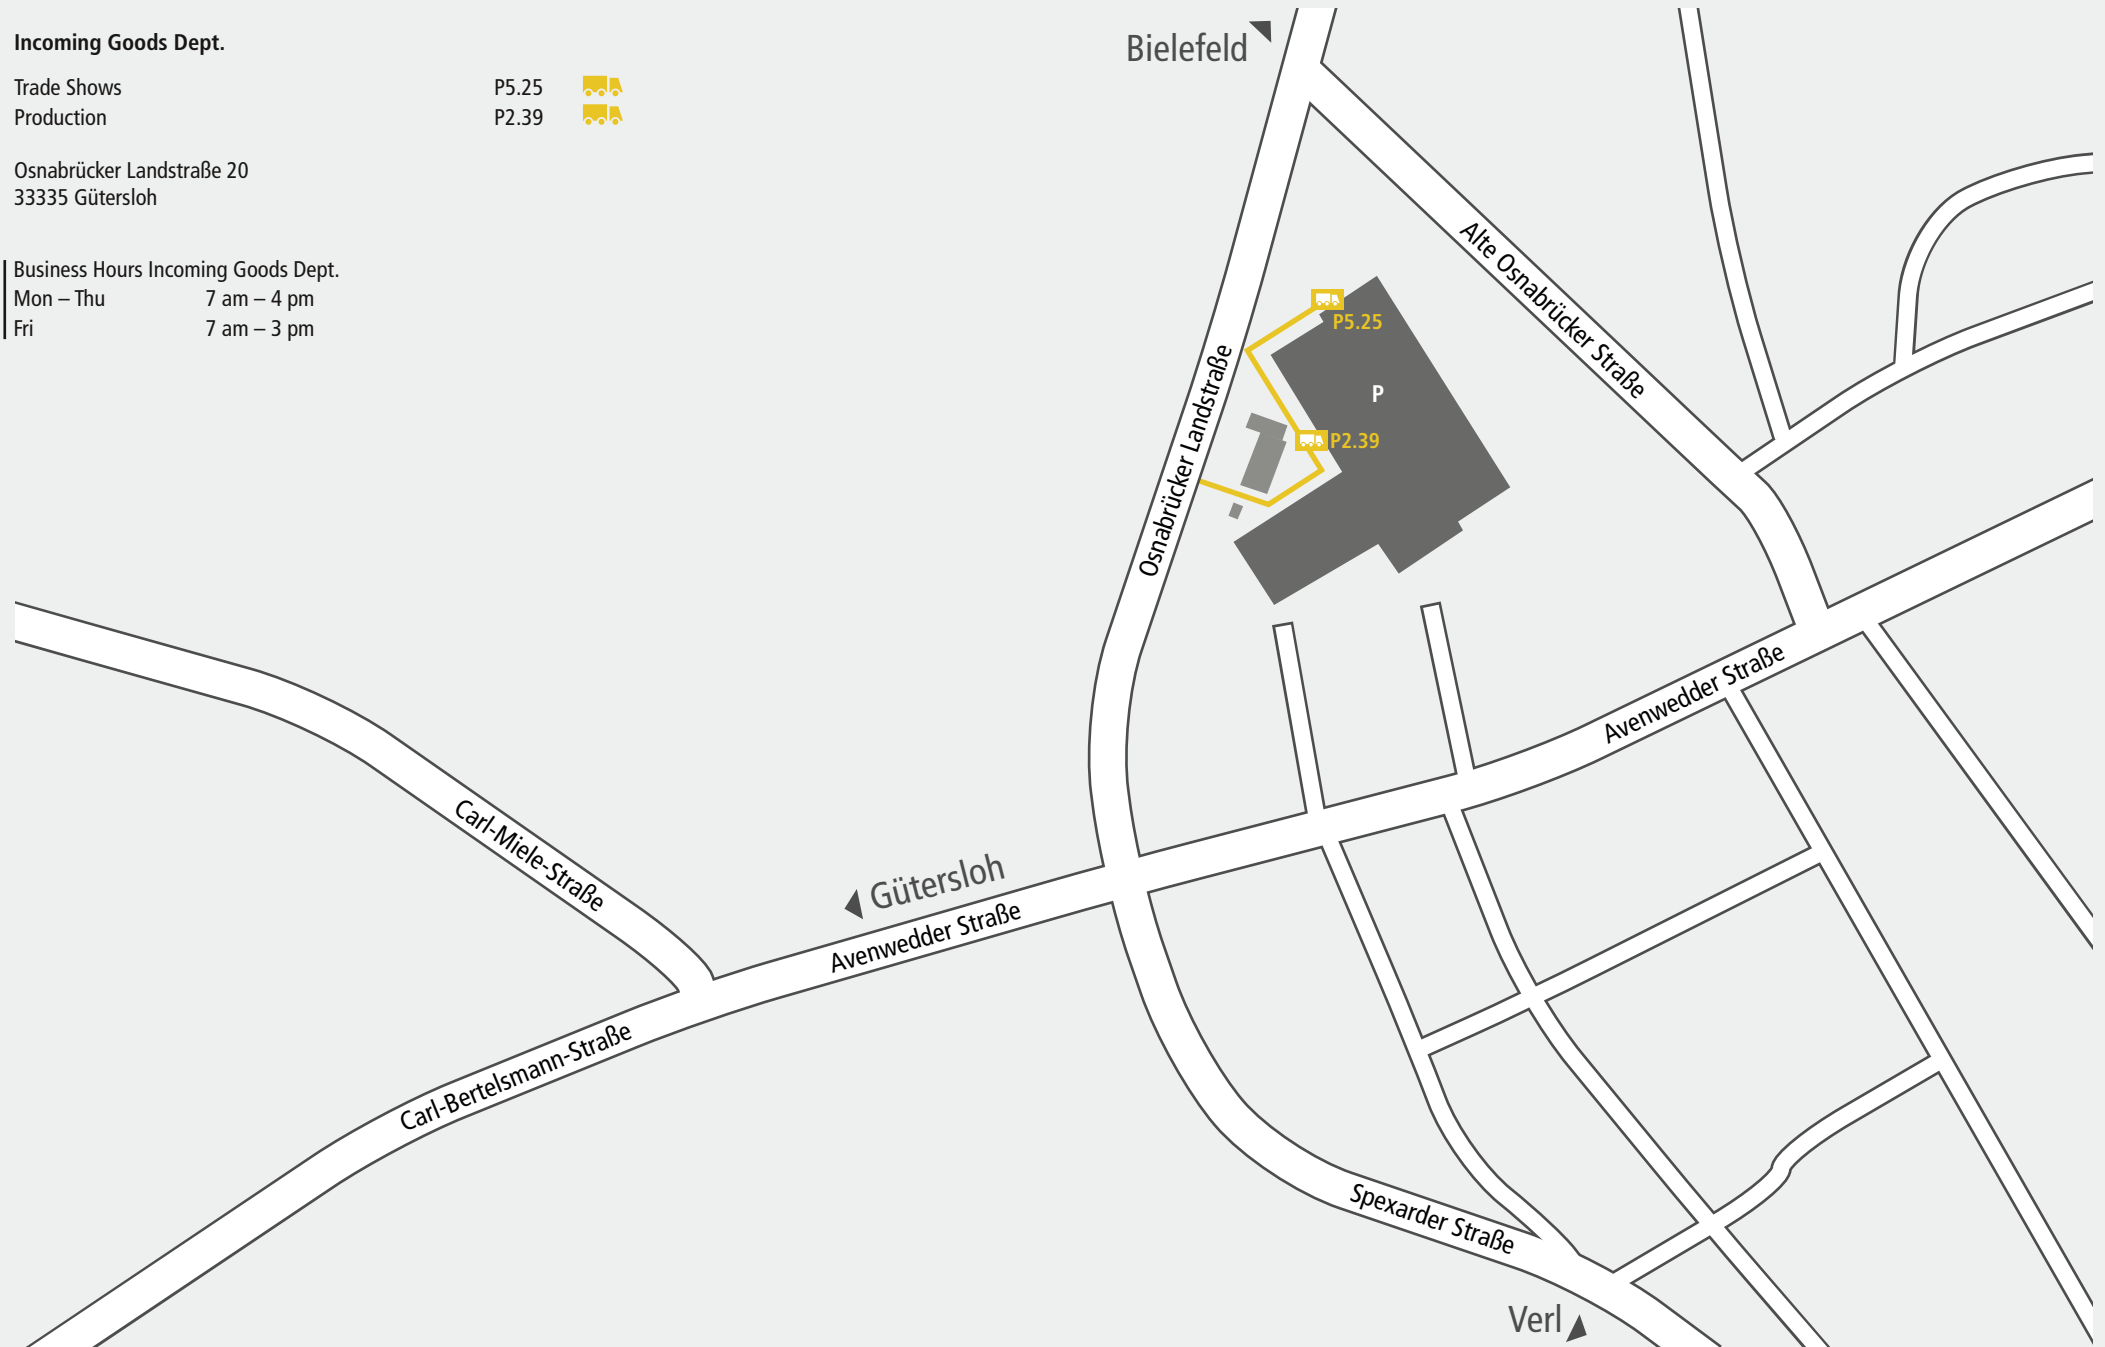 Incoming Goods Dept.
Trade Shows P5.25
Production P2.39
Osnabrücker Landstraße 20
33335 Gütersloh
Business Hours Incoming Goods Dept.
Mon – Thu 7 am – 4 pm
Fri 7 am – 3 pm
Bielefeld
Alte Osnabrücker Straße
P5.25
P
P2.39
Osnabrücker Landstraße
Avenwedder Straße
Carl-Miele-Straße
Gütersloh
Avenwedder Straße
Carl-Bertelsmann-Straße
Spexarder Straße
Verl